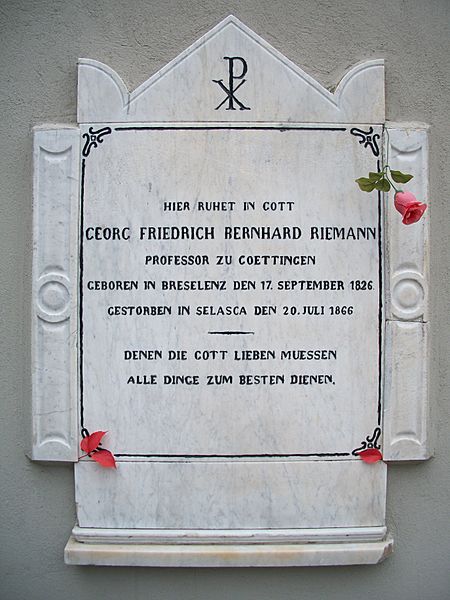 HIER RUHET IN GOTT
GEORG FRIEDRICH BERNHARD RIEMANN
PROFESSOR ZU GOETTINGEN
GEBOREN IN BRESELENZ DEN 17. SEPTEMBER 1826.
GESTORBEN IN SELASCA DEN 20. JULI 1866
DENEN DIE GOTT LIEBEN MUESSEN
ALLE DINGE ZUM BESTEN DIENEN.